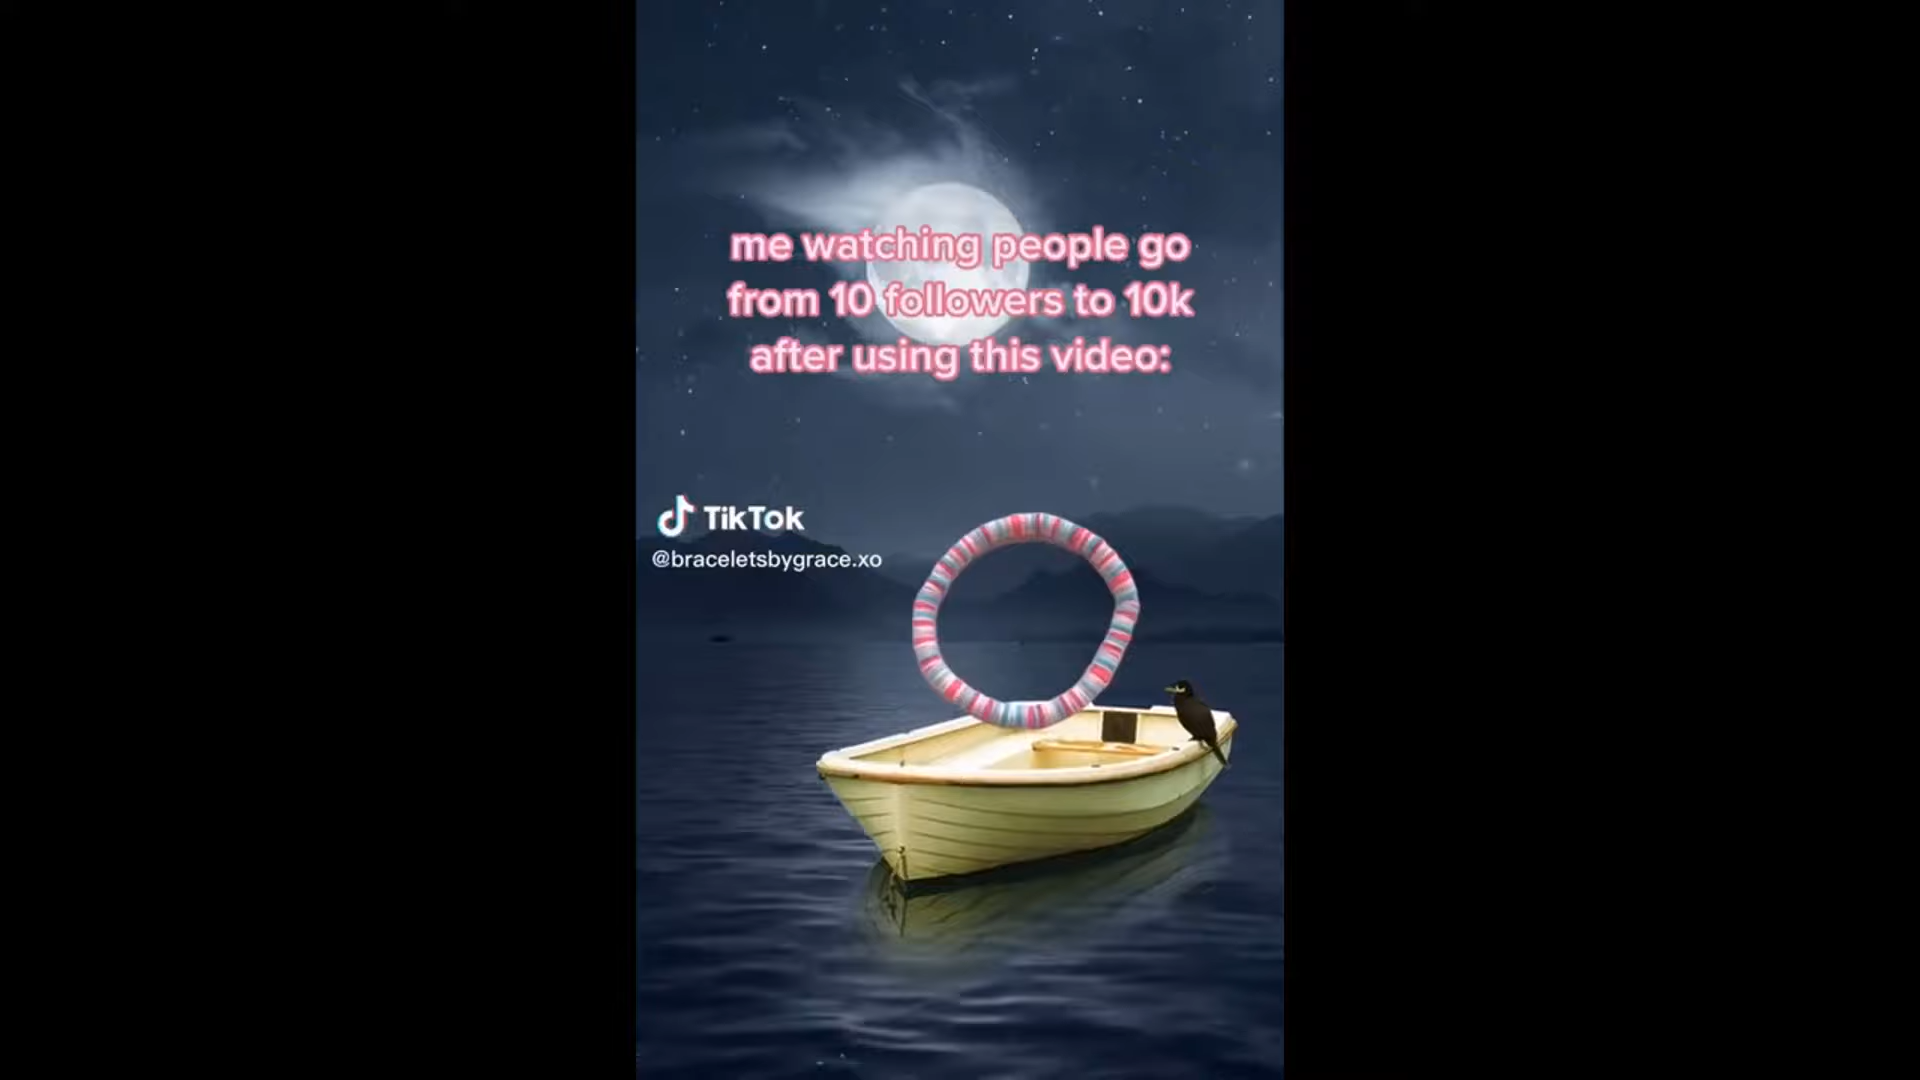 me watching people go
from 10 followers to 10k
after using this video:
TikTok
@braceletsbygrace.xo